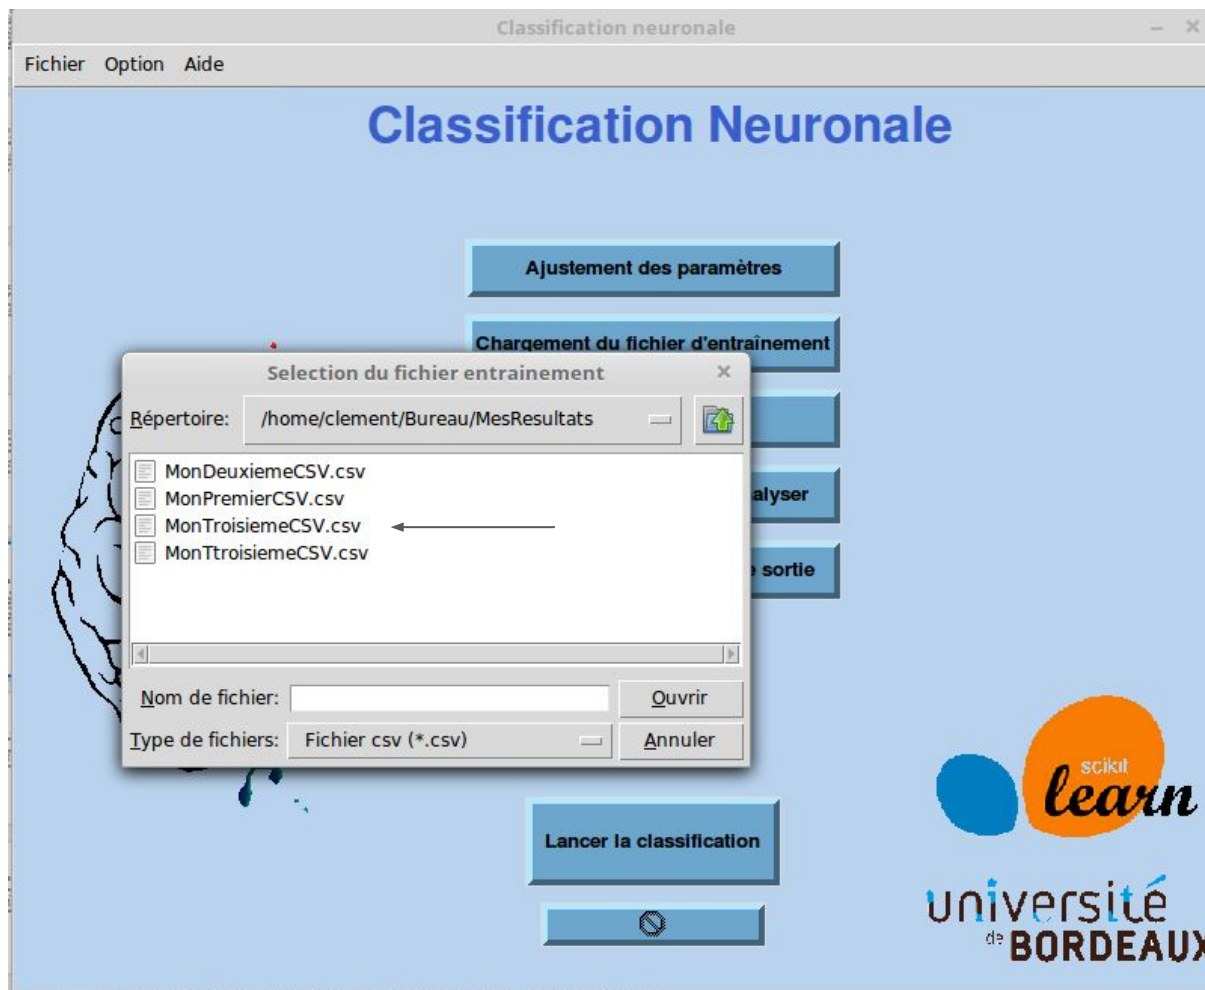 Classification neuronale
Fichier Option Aide
Classification Neuronale
Ajustement des paramètres
Chargement du fichier d'entraînement
Selection du fichier entrainement
Répertoire: /home/clement/Bureau/MesResultats
MonDeuxiemeCSV.csv
MonPremierCSV.csv
MonTroisiemeCSV.csv
MonTtroisiemeCSV.csv
alyser
sortie
Nom de fichier: Ouvrir
Type de fichiers: Fichier csv (*.csv) Annuler
Lancer la classification
scikit
learn
université
de BORDEAUX